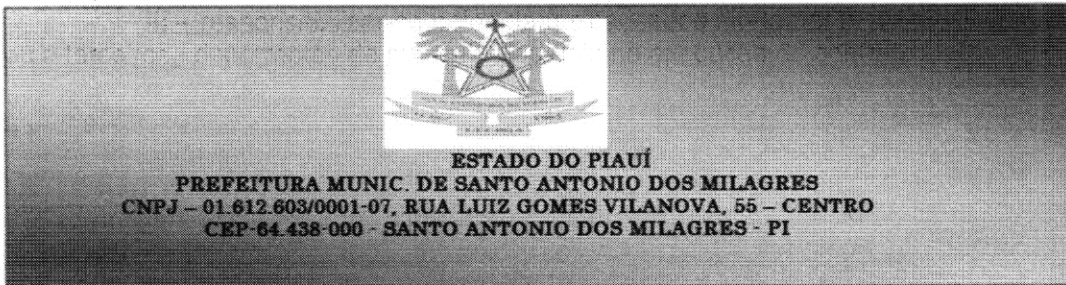 ESTADO DO PIAUÍ
PREFEITURA MUNIC. DE SANTO ANTONIO DOS MILAGRES
CNPJ – 01.612.603/0001-07, RUA LUIZ GOMES VILANOVA, 55 – CENTRO
CEP-64.438-000 - SANTO ANTONIO DOS MILAGRES - PI